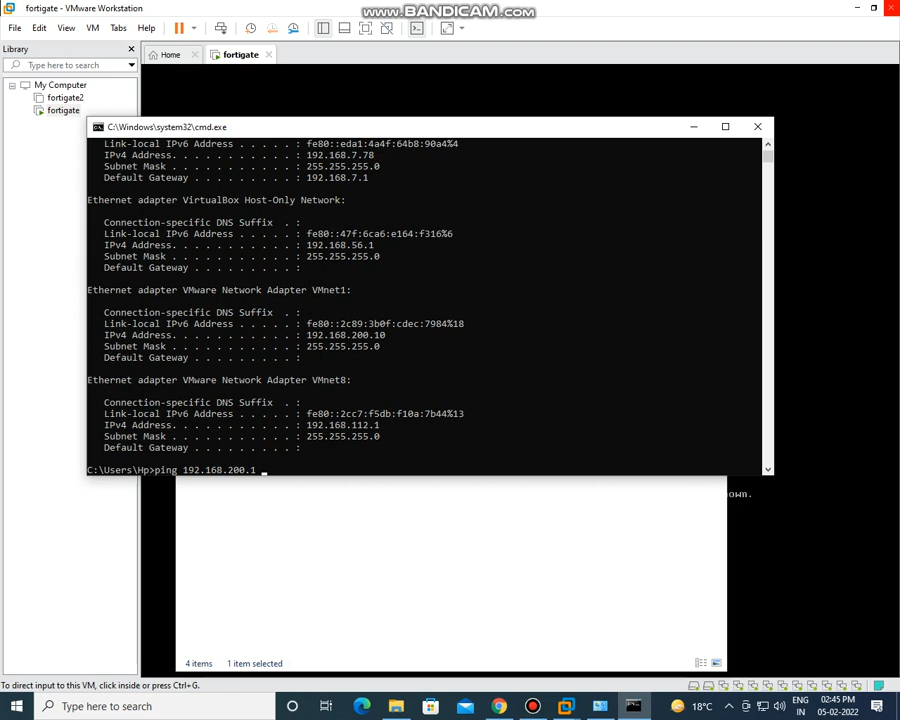 fortigate - VMware Workstation
www.BANDICAM.com
File Edit View VM Tabs Help
Library
Type here to search
My Computer
fortigate2
fortigate
Home
fortigate
C:\Windows\system32\cmd.exe
Link-local IPv6 Address . . . . . : fe80::eda1:4a4f:64b8:90a4%4
IPv4 Address. . . . . . . . . . . : 192.168.7.78
Subnet Mask . . . . . . . . . . . : 255.255.255.0
Default Gateway . . . . . . . . . : 192.168.7.1
Ethernet adapter VirtualBox Host-Only Network:
Connection-specific DNS Suffix  . :
Link-local IPv6 Address . . . . . : fe80::47f:6ca6:e164:f316%6
IPv4 Address. . . . . . . . . . . : 192.168.56.1
Subnet Mask . . . . . . . . . . . : 255.255.255.0
Default Gateway . . . . . . . . . :
Ethernet adapter VMware Network Adapter VMnet1:
Connection-specific DNS Suffix  . :
Link-local IPv6 Address . . . . . : fe80::2c89:3b0f:cdec:7984%18
IPv4 Address. . . . . . . . . . . : 192.168.200.10
Subnet Mask . . . . . . . . . . . : 255.255.255.0
Default Gateway . . . . . . . . . :
Ethernet adapter VMware Network Adapter VMnet8:
Connection-specific DNS Suffix  . :
Link-local IPv6 Address . . . . . : fe80::2cc7:f5db:f10a:7b44%13
IPv4 Address. . . . . . . . . . . : 192.168.112.1
Subnet Mask . . . . . . . . . . . : 255.255.255.0
Default Gateway . . . . . . . . . :
C:\Users\Hp>ping 192.168.200.1 _
own.
4 items 1 item selected
To direct input to this VM, click inside or press Ctrl+G.
Type here to search
18°C
ENG
IN
02:45 PM
05-02-2022